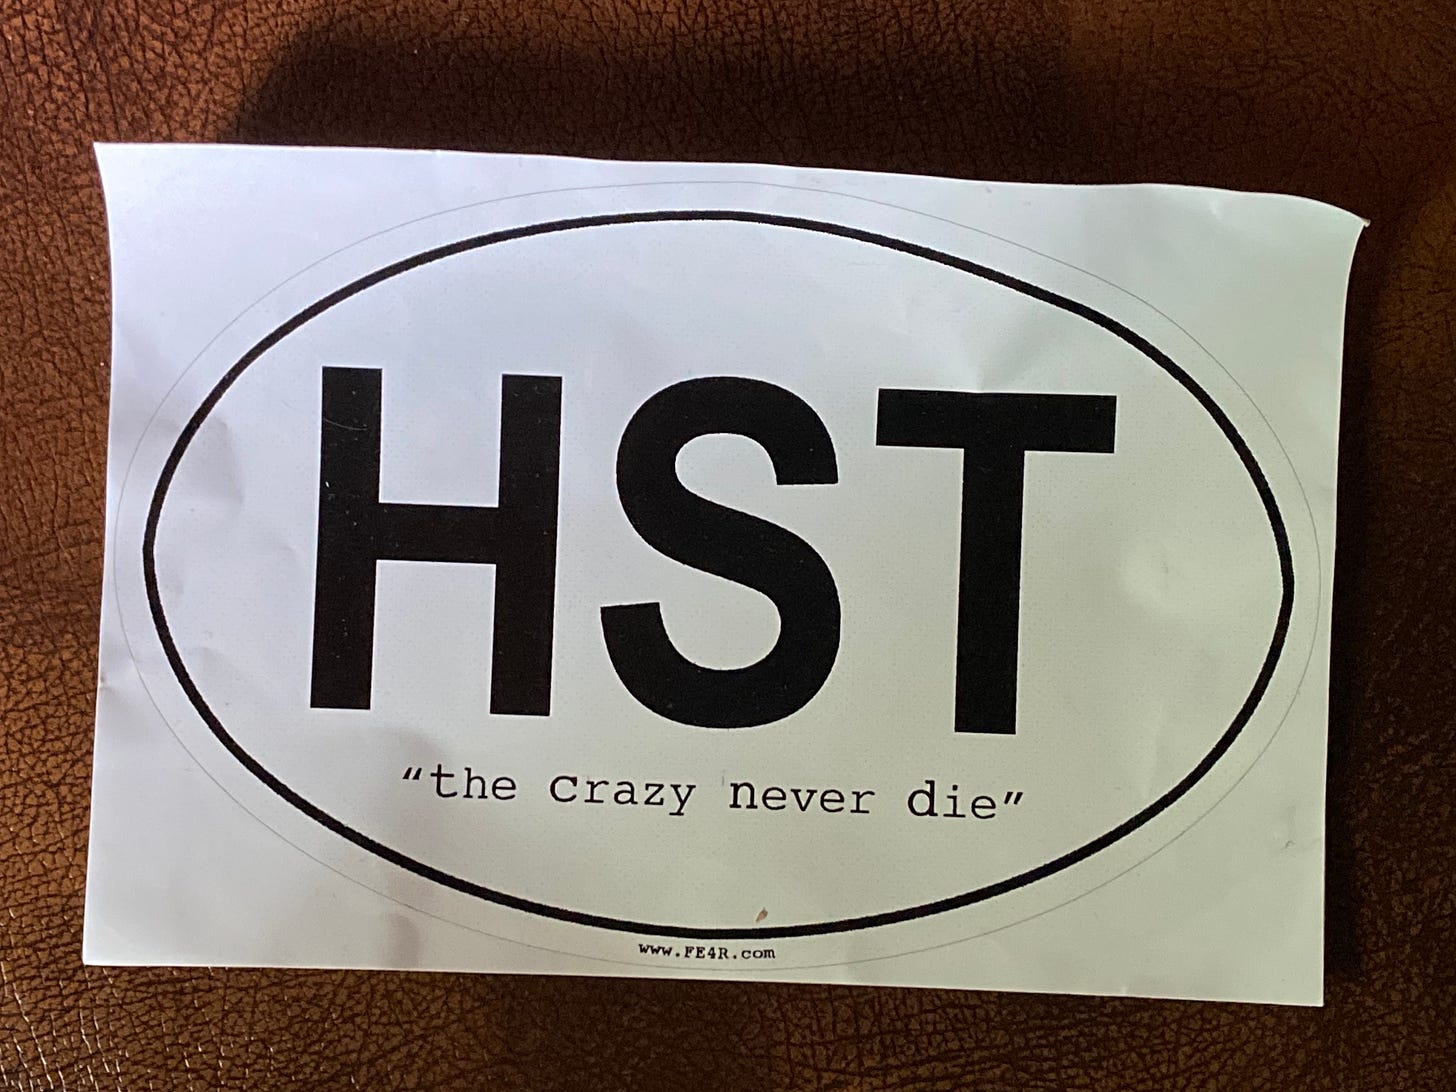 HST
“the crazy never die”
www.FE4R.com